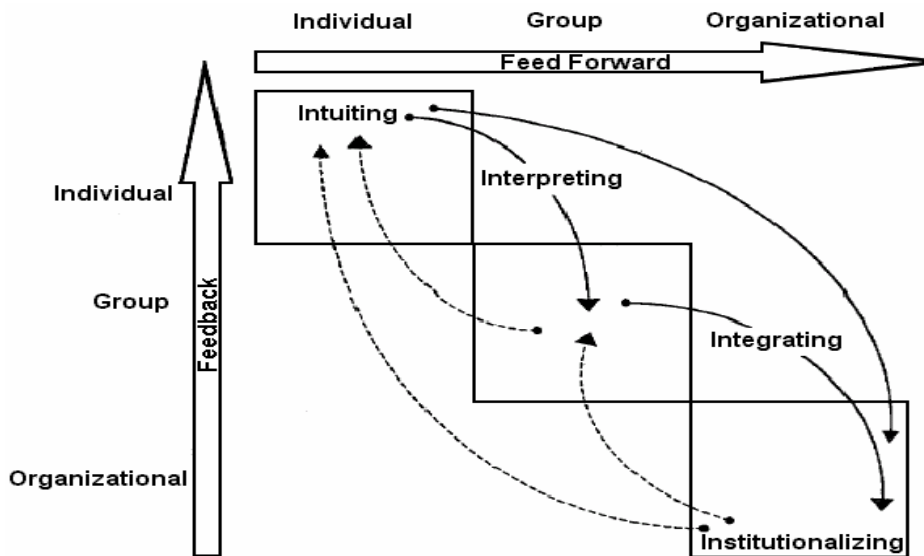 Individual
Group
Organizational
Feed Forward
Intuiting
Interpreting
Individual
Group
Feedback
Integrating
Organizational
Institutionalizing